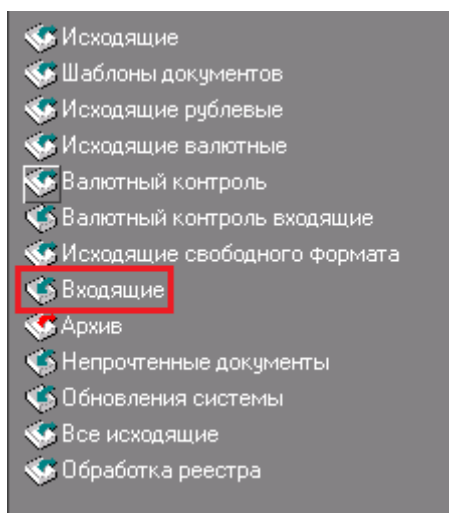 Исходящие
Шаблоны документов
Исходящие рублевые
Исходящие валютные
Валютный контроль
Валютный контроль входящие
Исходящие свободного формата
Входящие
Архив
Непрочтенные документы
Обновления системы
Все исходящие
Обработка реестра